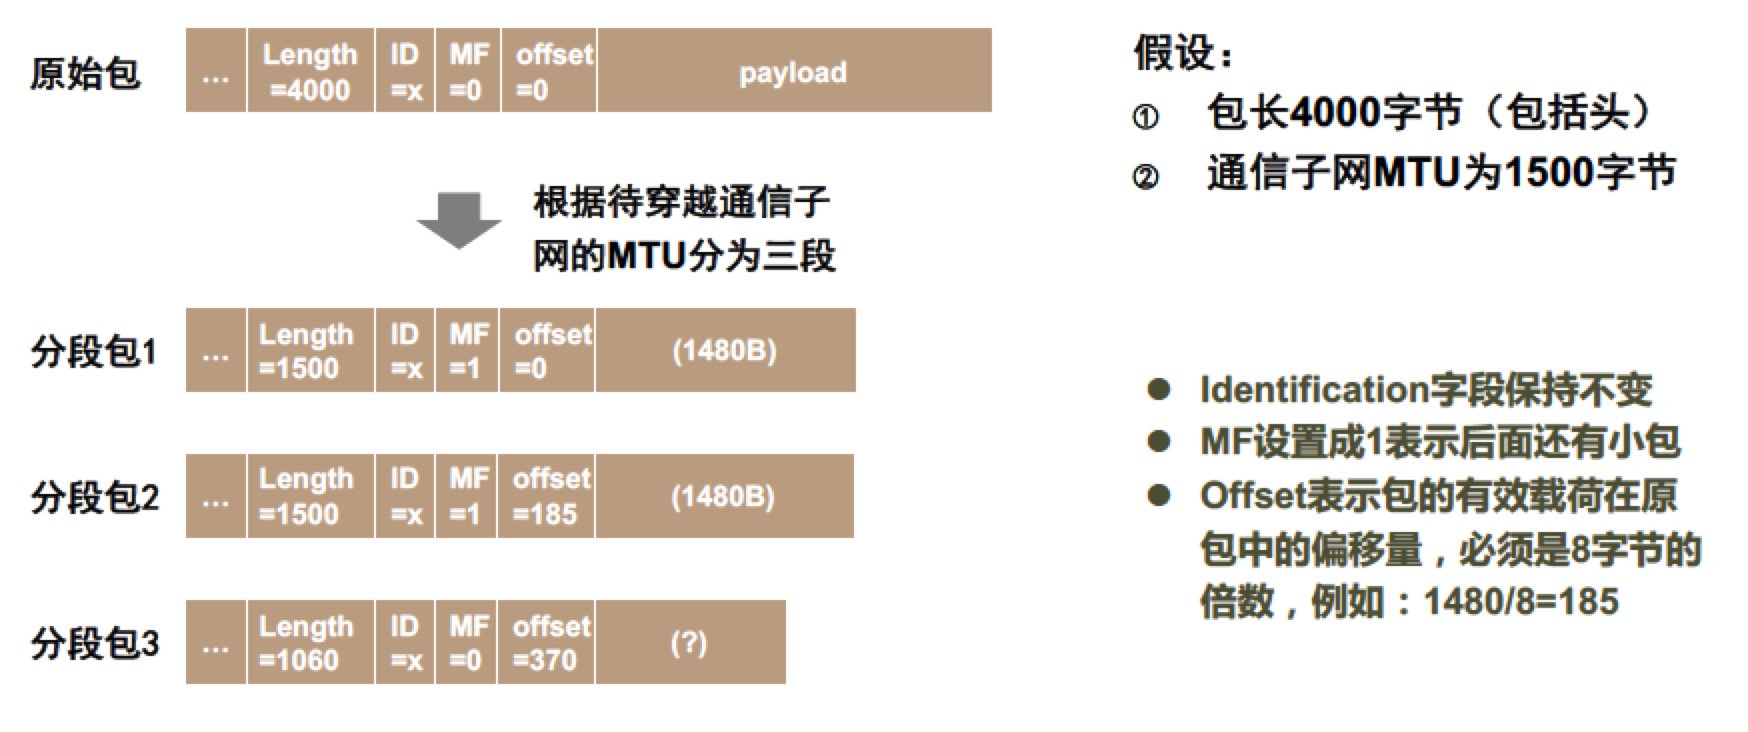 原始包
...
Length
=4000
ID
=x
MF
=0
offset
=0
payload
假设：
① 包长4000字节（包括头）
② 通信子网MTU为1500字节
根据待穿越通信子
网的MTU分为三段
分段包1
...
Length
=1500
ID
=x
MF
=1
offset
=0
(1480B)
分段包2
...
Length
=1500
ID
=x
MF
=1
offset
=185
(1480B)
分段包3
...
Length
=1060
ID
=x
MF
=0
offset
=370
(?)
● Identification字段保持不变
● MF设置成1表示后面还有小包
● Offset表示包的有效载荷在原
包中的偏移量，必须是8字节的
倍数，例如：1480/8=185